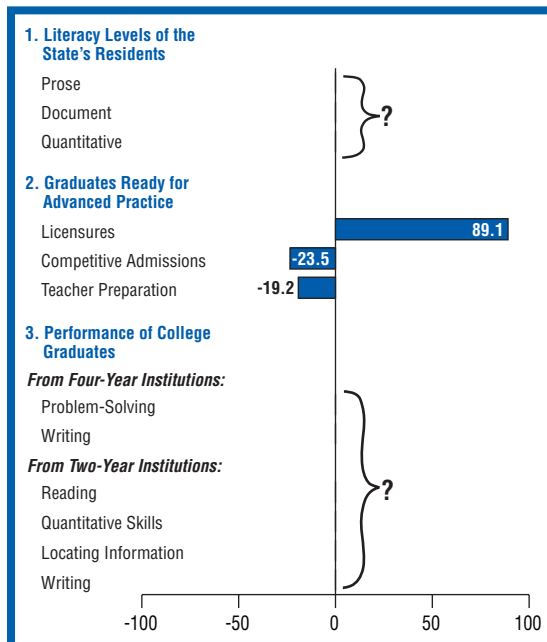 1. Literacy Levels of the
State's Residents
Prose
Document
Quantitative
?
2. Graduates Ready for
Advanced Practice
Licensures
89.1
Competitive Admissions
-23.5
Teacher Preparation
-19.2
3. Performance of College
Graduates
From Four-Year Institutions:
Problem-Solving
Writing
From Two-Year Institutions:
Reading
?
Quantitative Skills
Locating Information
Writing
-100 -50 0 50 100